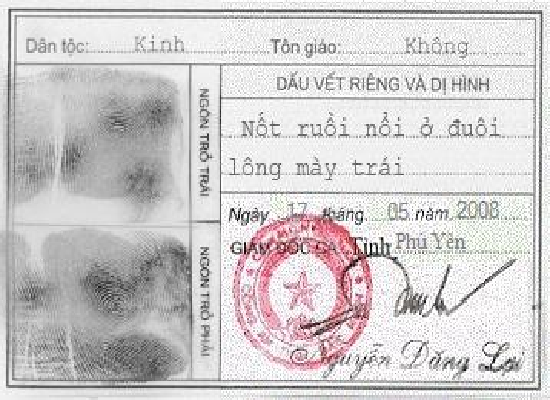 Dân tộc: Kinh Tôn giáo: Không
NGÓN TRỎ TRÁI
DẤU VẾT RIÊNG VÀ DỊ HÌNH
Nốt ruồi nổi ở đuôi
lông mày trái
Ngày 17 tháng 05 năm 2008
NGÓN TRỎ PHẢI
GIÁM ĐỐC CA Tỉnh Phú Yên
Nguyễn Đăng